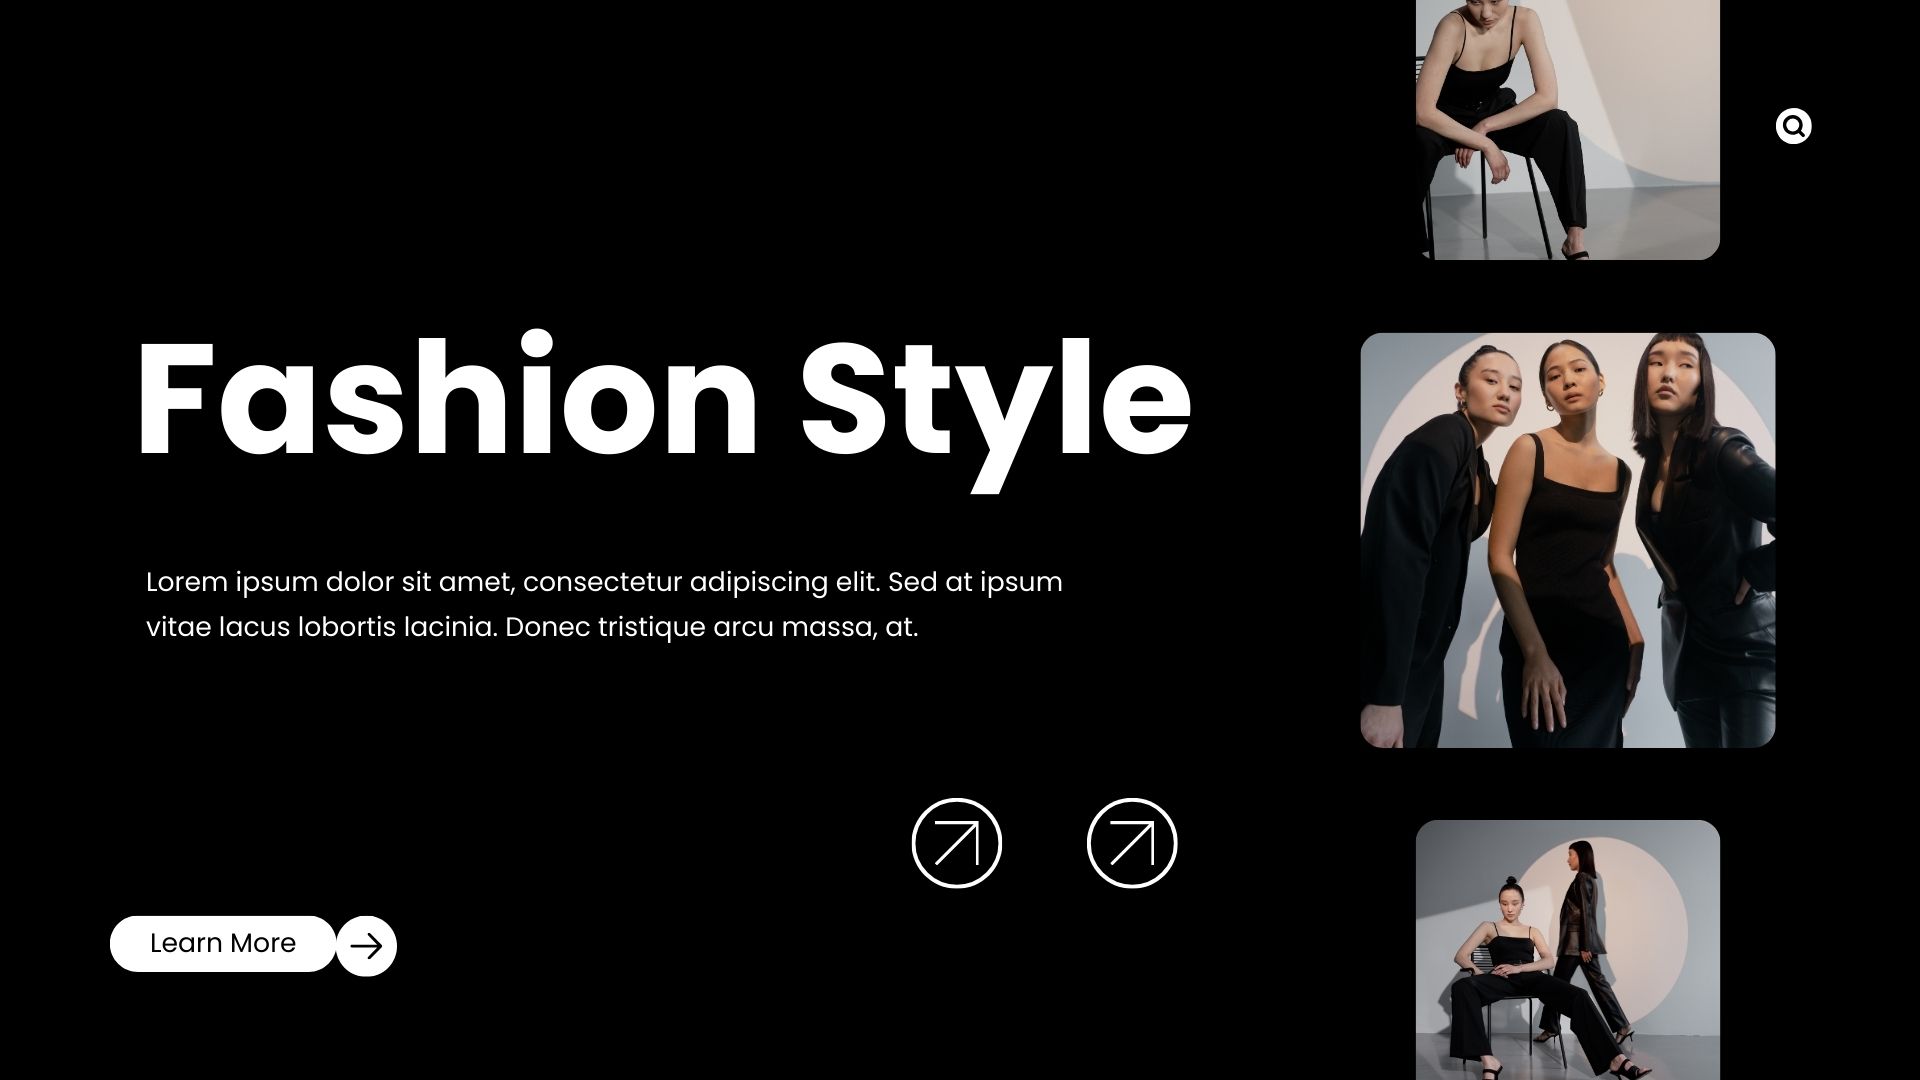 Fashion Style
Lorem ipsum dolor sit amet, consectetur adipiscing elit. Sed at ipsum
vitae lacus lobortis lacinia. Donec tristique arcu massa, at.
Learn More